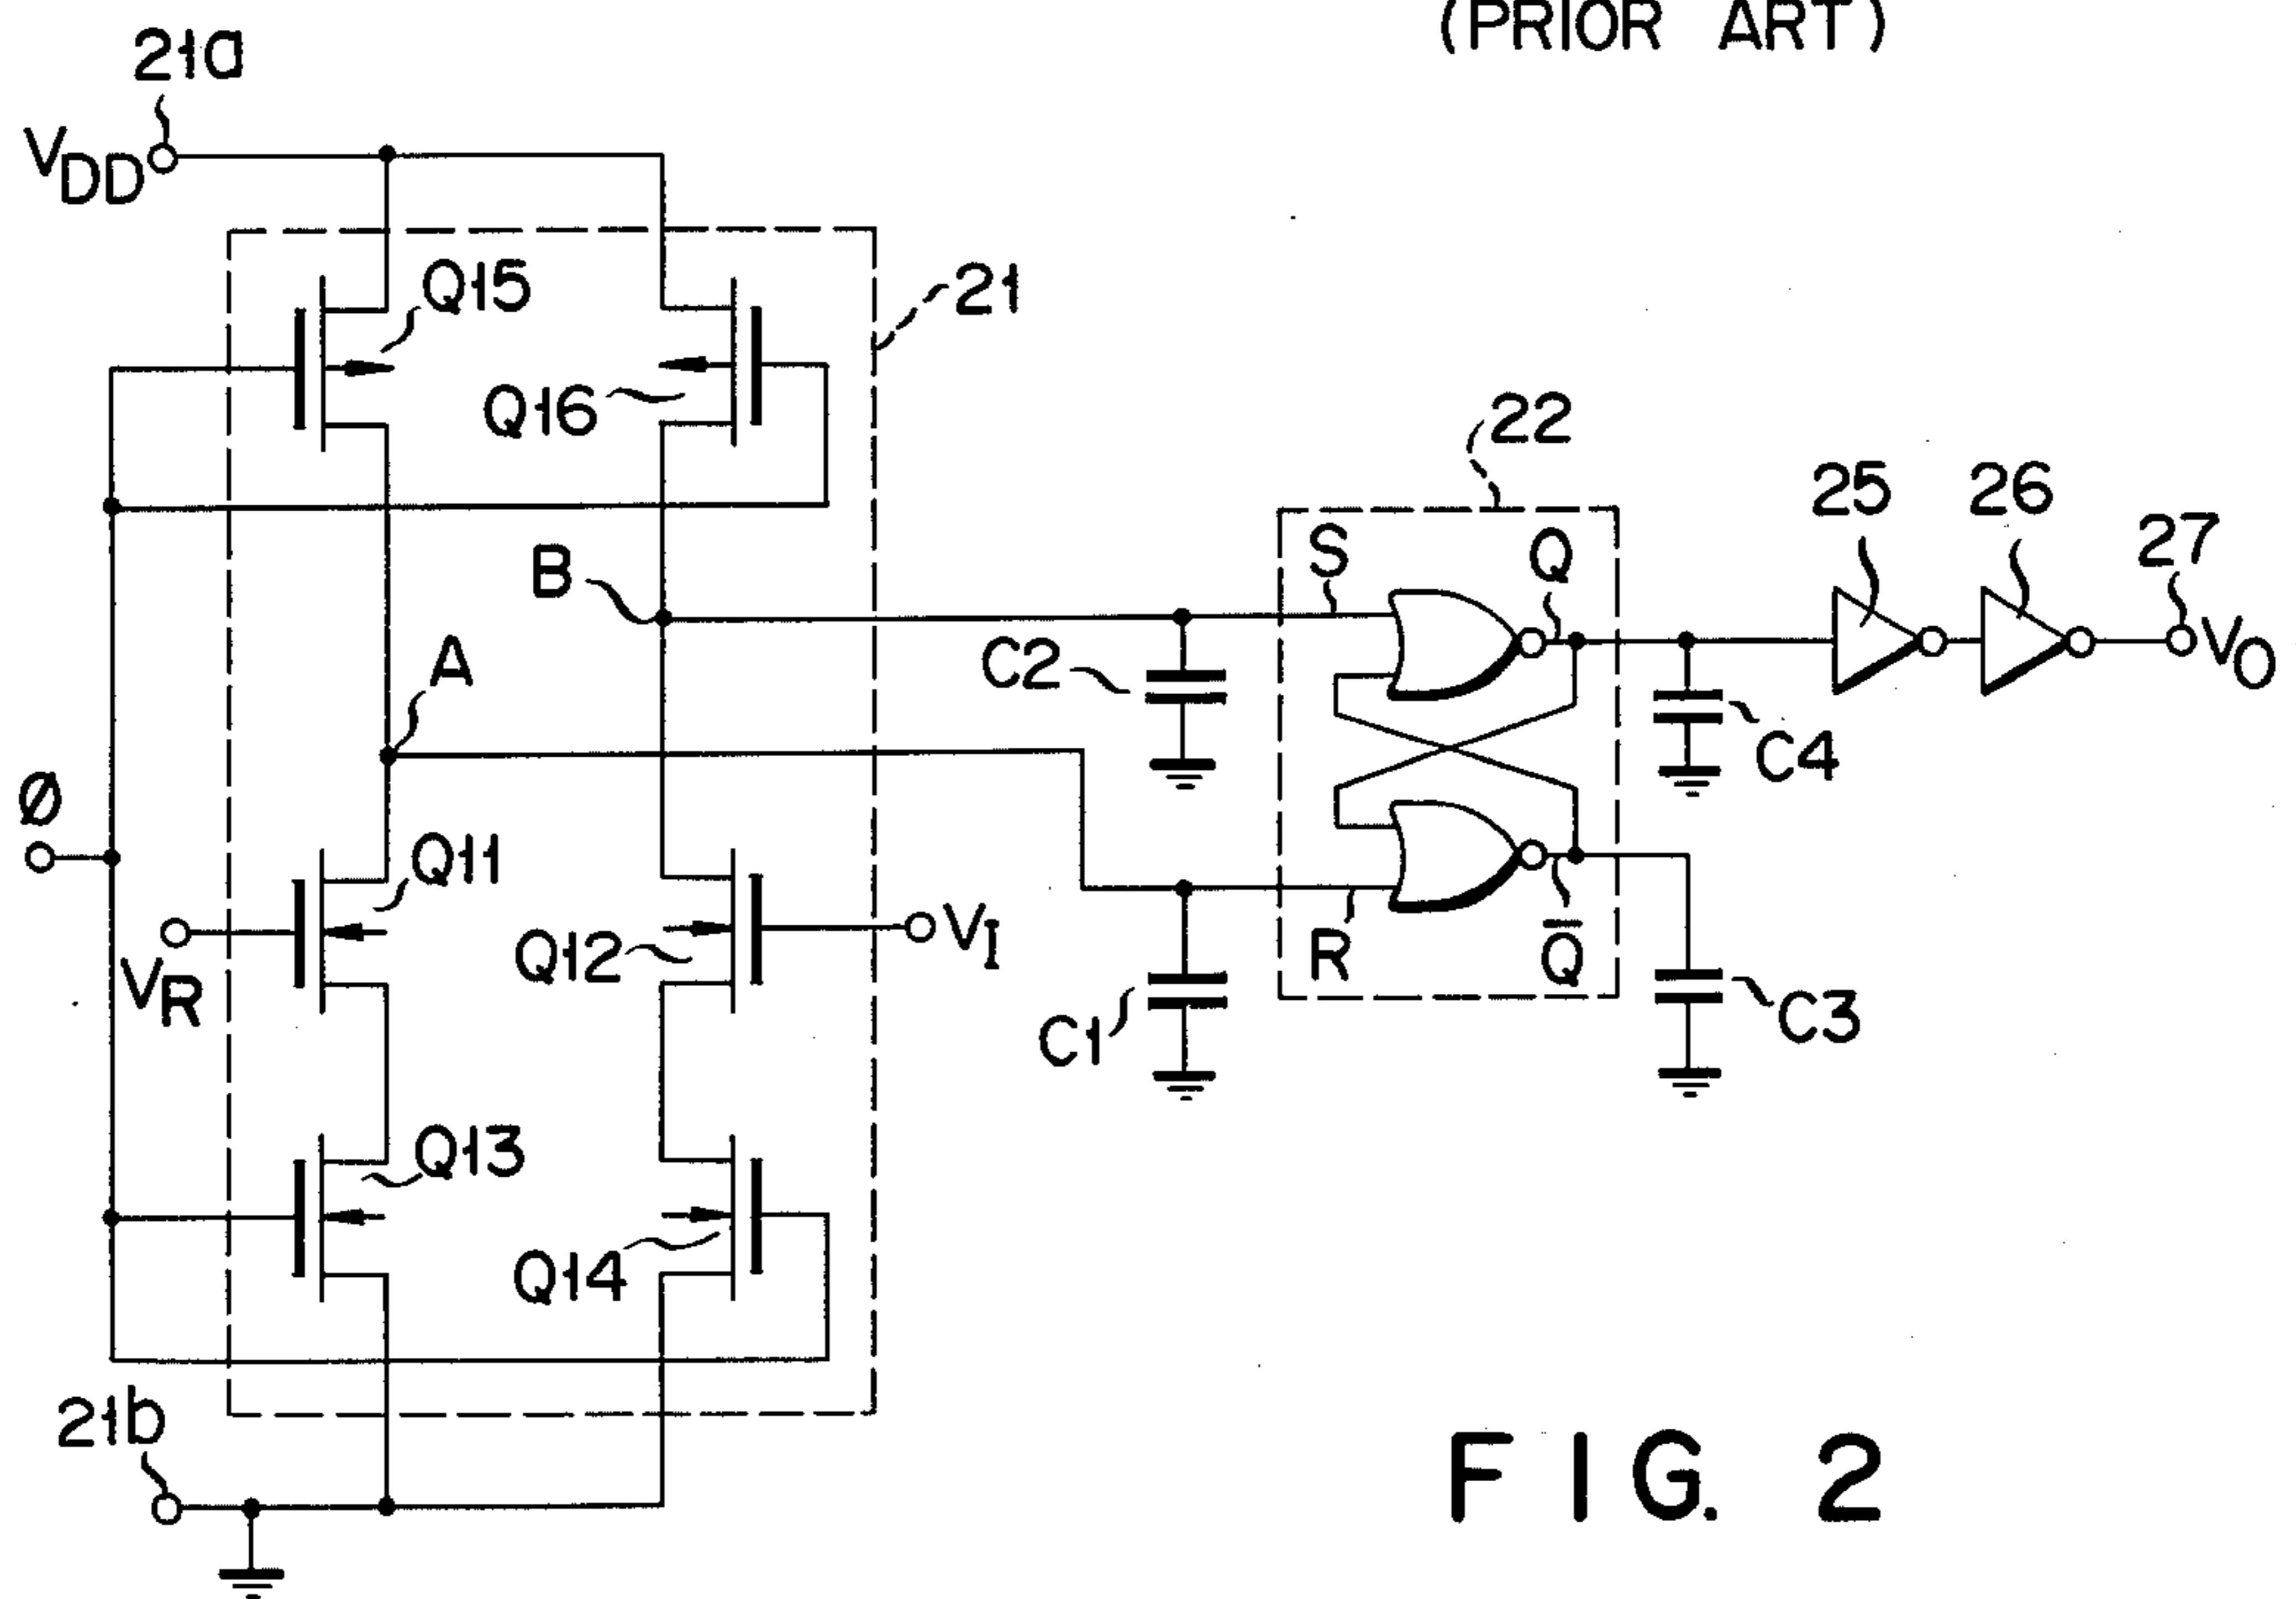 (PRIOR ART)
21a
VDD
Q15
21
Q16
22
25
26
27
B
S
Q
VO
A
C2
C4
Ø
Q11
VR
Q12
VI
R
Q̅
C1
C3
Q13
Q14
21b
FIG. 2